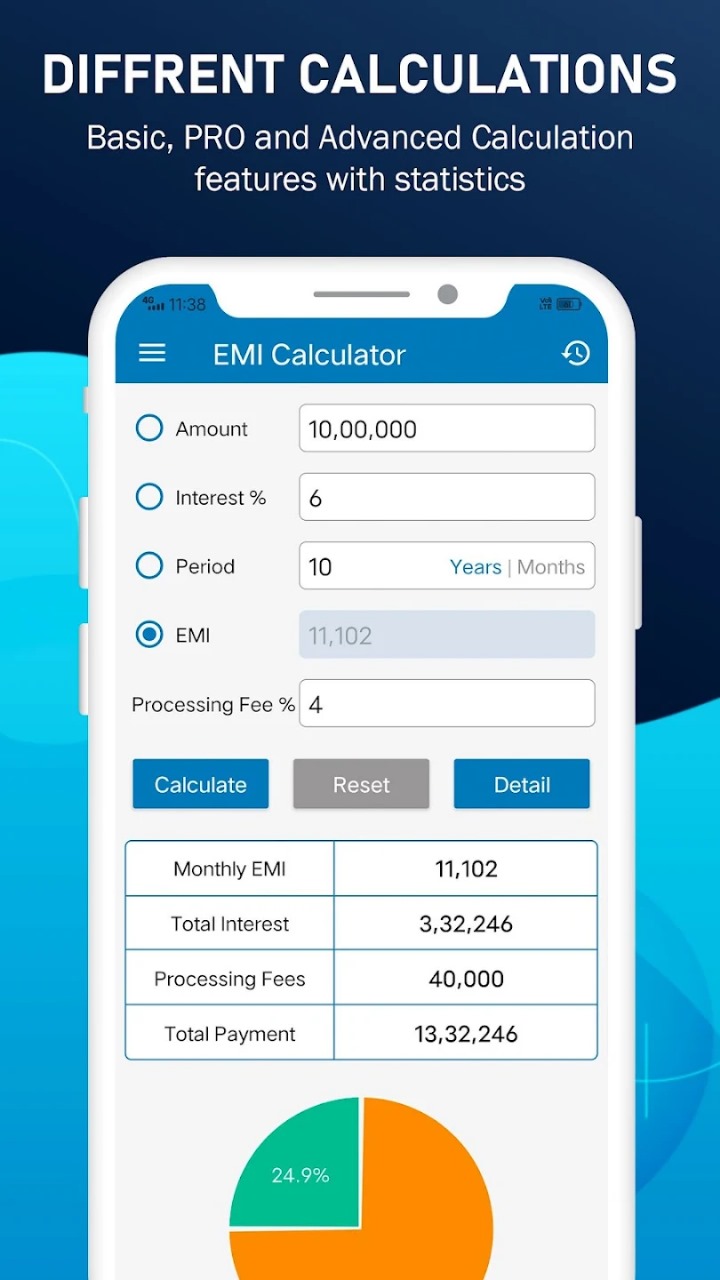 DIFFRENT CALCULATIONS
Basic, PRO and Advanced Calculation
features with statistics
4G 11:38 VoLTE
EMI Calculator
Amount 10,00,000
Interest % 6
Period 10 Years | Months
EMI 11,102
Processing Fee % 4
Calculate Reset Detail
Monthly EMI 11,102
Total Interest 3,32,246
Processing Fees 40,000
Total Payment 13,32,246
24.9%